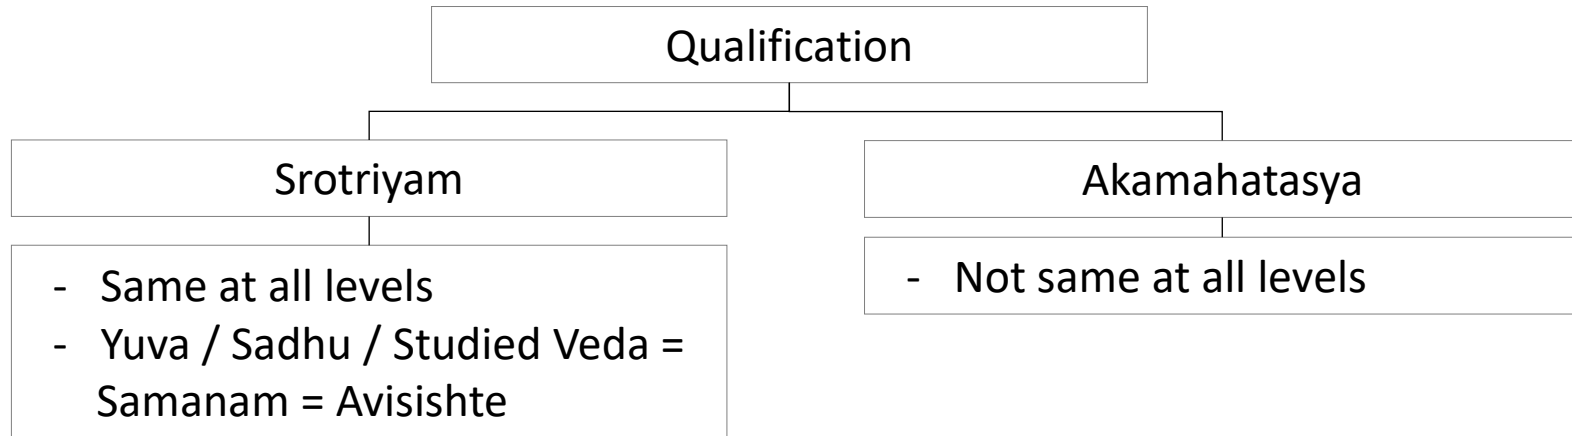 Qualification
Srotriyam
Akamahatasya
- Same at all levels
- Yuva / Sadhu / Studied Veda =
Samanam = Avisishte
- Not same at all levels